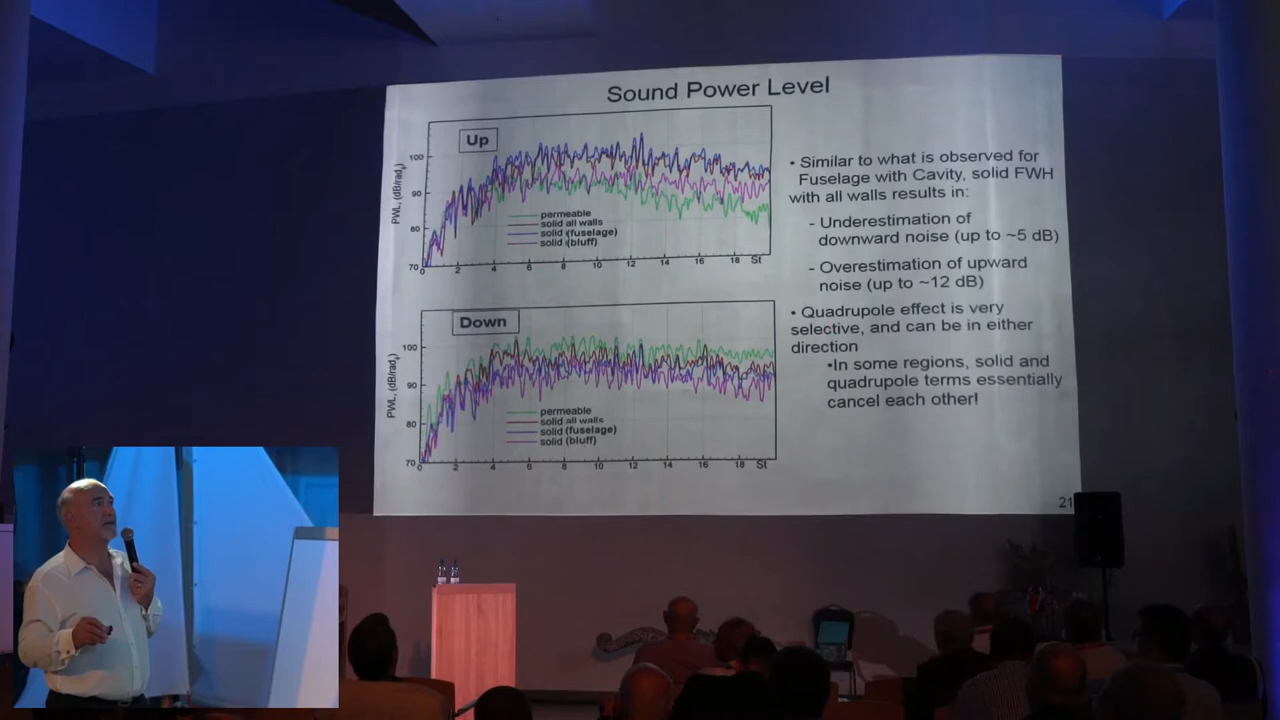 Sound Power Level
Up
100
90
80
70
PWL, (dB/rad,)
0 2 4 6 8 10 12 14 16 18 St
permeable
solid all walls
solid (fuselage)
solid (bluff)
Down
100
90
80
70
PWL, (dB/rad,)
0 2 4 6 8 10 12 14 16 18 St
permeable
solid all walls
solid (fuselage)
solid (bluff)
• Similar to what is observed for
Fuselage with Cavity, solid FWH
with all walls results in:
- Underestimation of
downward noise (up to ~5 dB)
- Overestimation of upward
noise (up to ~12 dB)
• Quadrupole effect is very
selective, and can be in either
direction
•In some regions, solid and
quadrupole terms essentially
cancel each other!
21